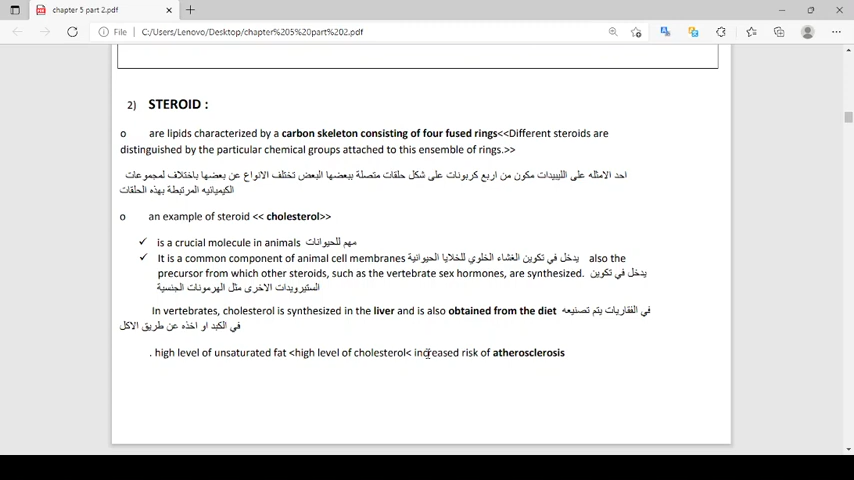 chapter 5 part 2.pdf
File
C:/Users/Lenovo/Desktop/chapter%205%20part%202.pdf
2) STEROID :
o are lipids characterized by a carbon skeleton consisting of four fused rings<<Different steroids are
distinguished by the particular chemical groups attached to this ensemble of rings.>>
احد الامثله على الليبيدات مكون من اربع كربونات على شكل حلقات متصلة ببعضها البعض تختلف الانواع عن بعضها باختلاف لمجموعات
الكيميائيه المرتبطة بهذه الحلقات
o an example of steroid << cholesterol>>
✓ is a crucial molecule in animals مهم للحيوانات
✓ It is a common component of animal cell membranes يدخل في تكوين الغشاء الخلوي للخلايا الحيوانية also the
precursor from which other steroids, such as the vertebrate sex hormones, are synthesized. يدخل في تكوين
الستيرويدات الاخرى مثل الهرمونات الجنسية
In vertebrates, cholesterol is synthesized in the liver and is also obtained from the diet في الفقاريات يتم تصنيعه
في الكبد او اخذه عن طريق الاكل
. high level of unsaturated fat <high level of cholesterol< increased risk of atherosclerosis